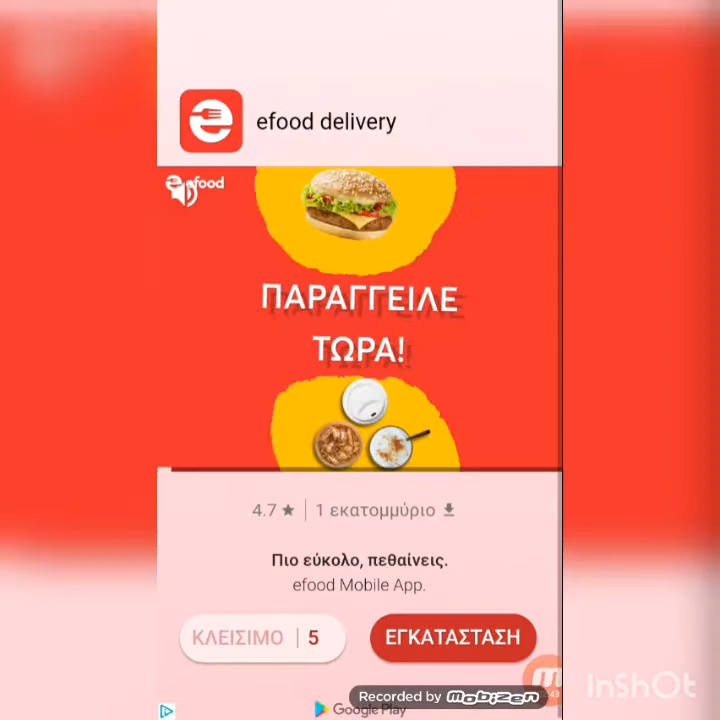 efood delivery
efood
ΠΑΡΑΓΓΕΙΛΕ
ΤΩΡΑ!
4.7 ★ | 1 εκατομμύριο
Πιο εύκολο, πεθαίνεις.
efood Mobile App.
ΚΛΕΙΣΙΜΟ | 5
ΕΓΚΑΤΑΣΤΑΣΗ
Recorded by Mobizen
Google Play
InShOt